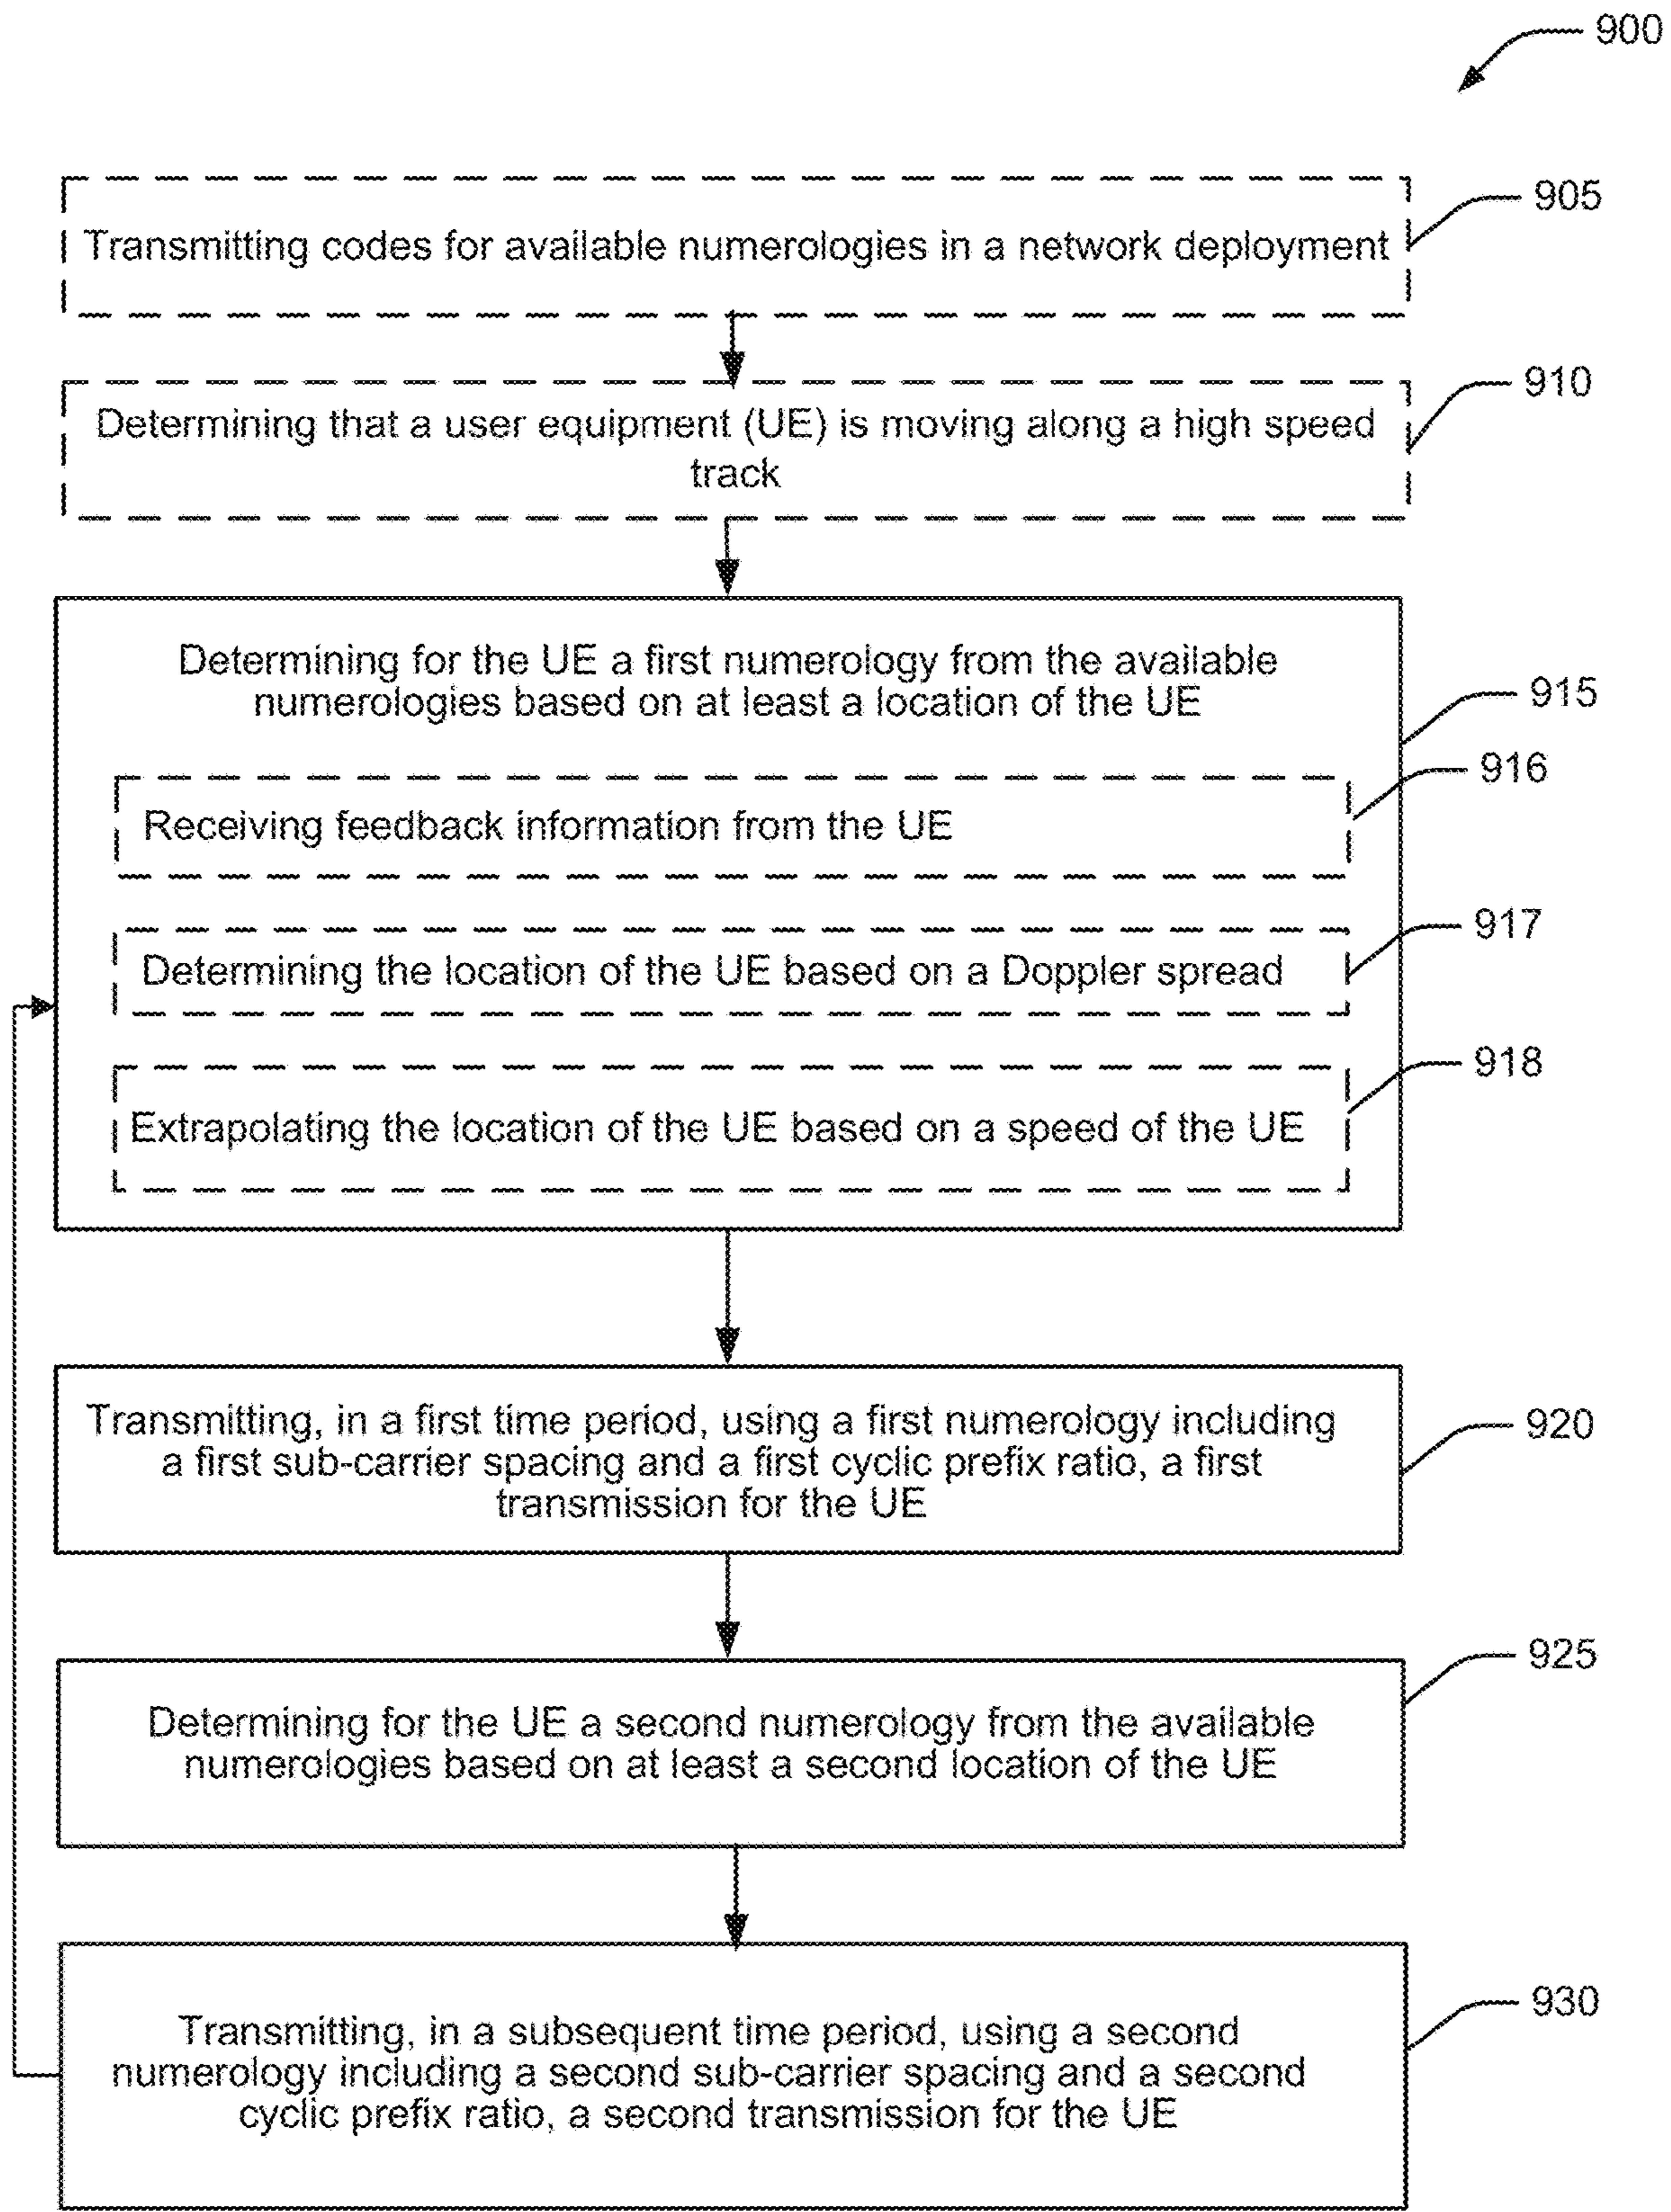 900
905
Transmitting codes for available numerologies in a network deployment
910
Determining that a user equipment (UE) is moving along a high speed
track
Determining for the UE a first numerology from the available
numerologies based on at least a location of the UE
915
916
Receiving feedback information from the UE
917
Determining the location of the UE based on a Doppler spread
918
Extrapolating the location of the UE based on a speed of the UE
Transmitting, in a first time period, using a first numerology including
a first sub-carrier spacing and a first cyclic prefix ratio, a first
transmission for the UE
920
925
Determining for the UE a second numerology from the available
numerologies based on at least a second location of the UE
930
Transmitting, in a subsequent time period, using a second
numerology including a second sub-carrier spacing and a second
cyclic prefix ratio, a second transmission for the UE